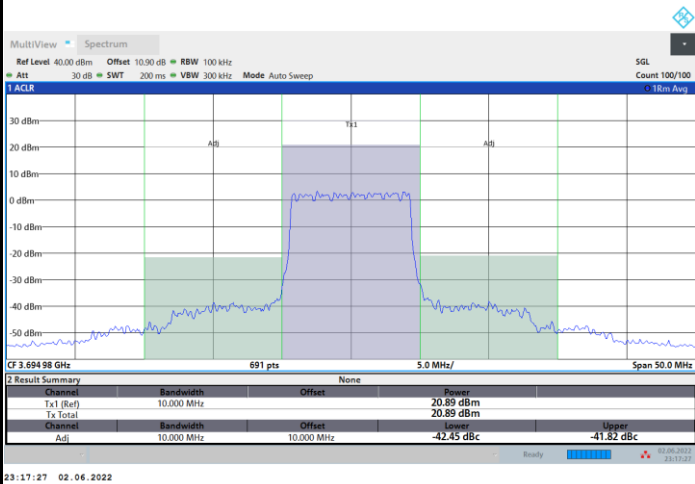 MultiView Spectrum
Ref Level 40.00 dBm Offset 10.90 dB RBW 100 kHz SGL
Att 30 dB SWT 200 ms VBW 300 kHz Mode Auto Sweep Count 100/100
1 ACLR 1Rm Avg
30 dBm
Tx1
20 dBm
Adj Adj
10 dBm
0 dBm
-10 dBm
-20 dBm
-30 dBm
-40 dBm
-50 dBm
CF 3.694 98 GHz 691 pts 5.0 MHz/ Span 50.0 MHz
2 Result Summary None
Channel Bandwidth Offset Power
Tx1 (Ref) 10.000 MHz 20.89 dBm
Tx Total 20.89 dBm
Channel Bandwidth Offset Lower Upper
Adj 10.000 MHz 10.000 MHz -42.45 dBc -41.82 dBc
Ready 02.06.2022
23:17:27
23:17:27 02.06.2022